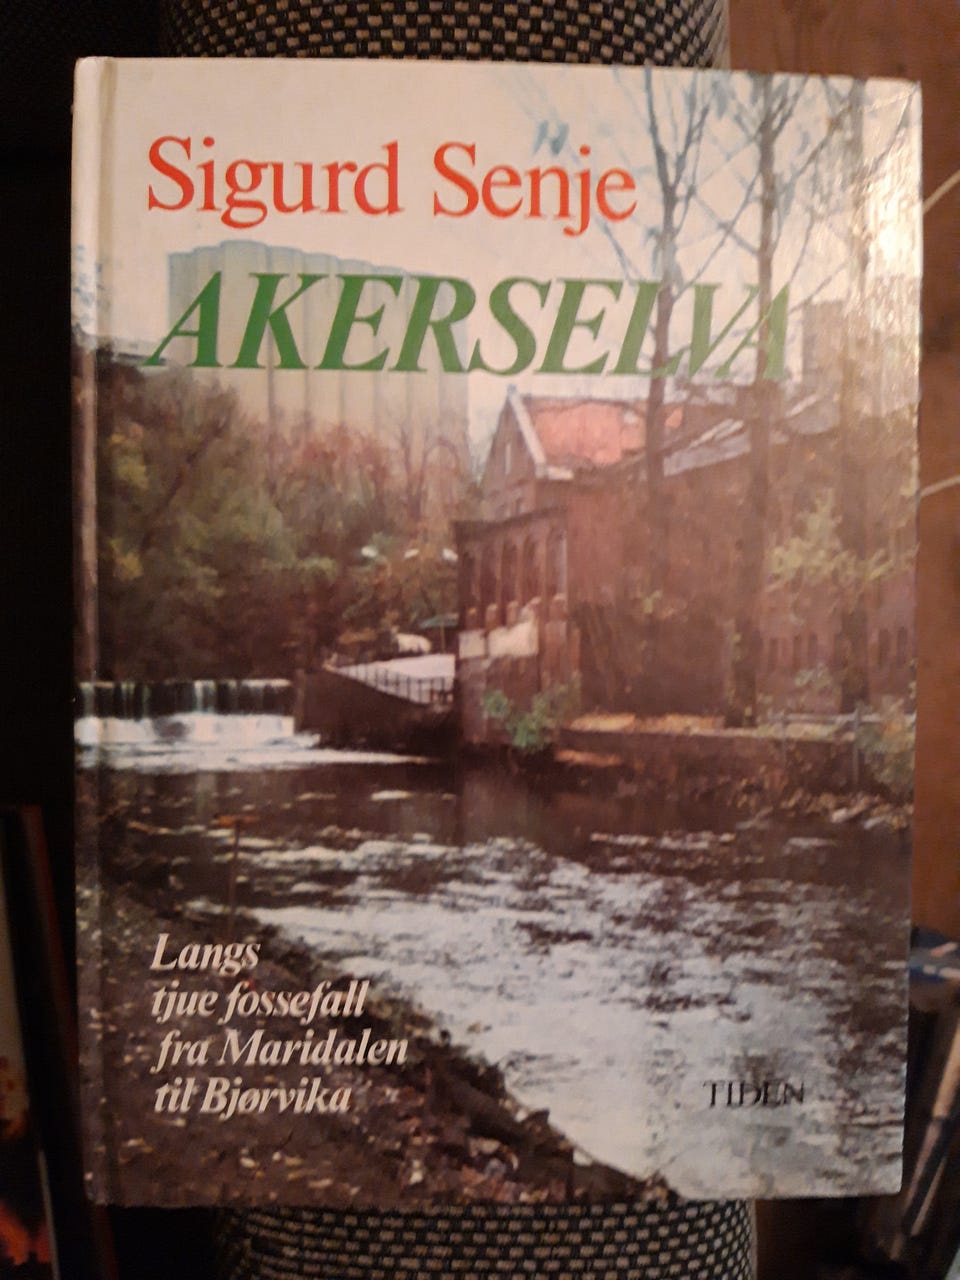 Sigurd Senje
AKERSELVA
Langs
tjue fossefall
fra Maridalen
til Bjørvika
TIDEN